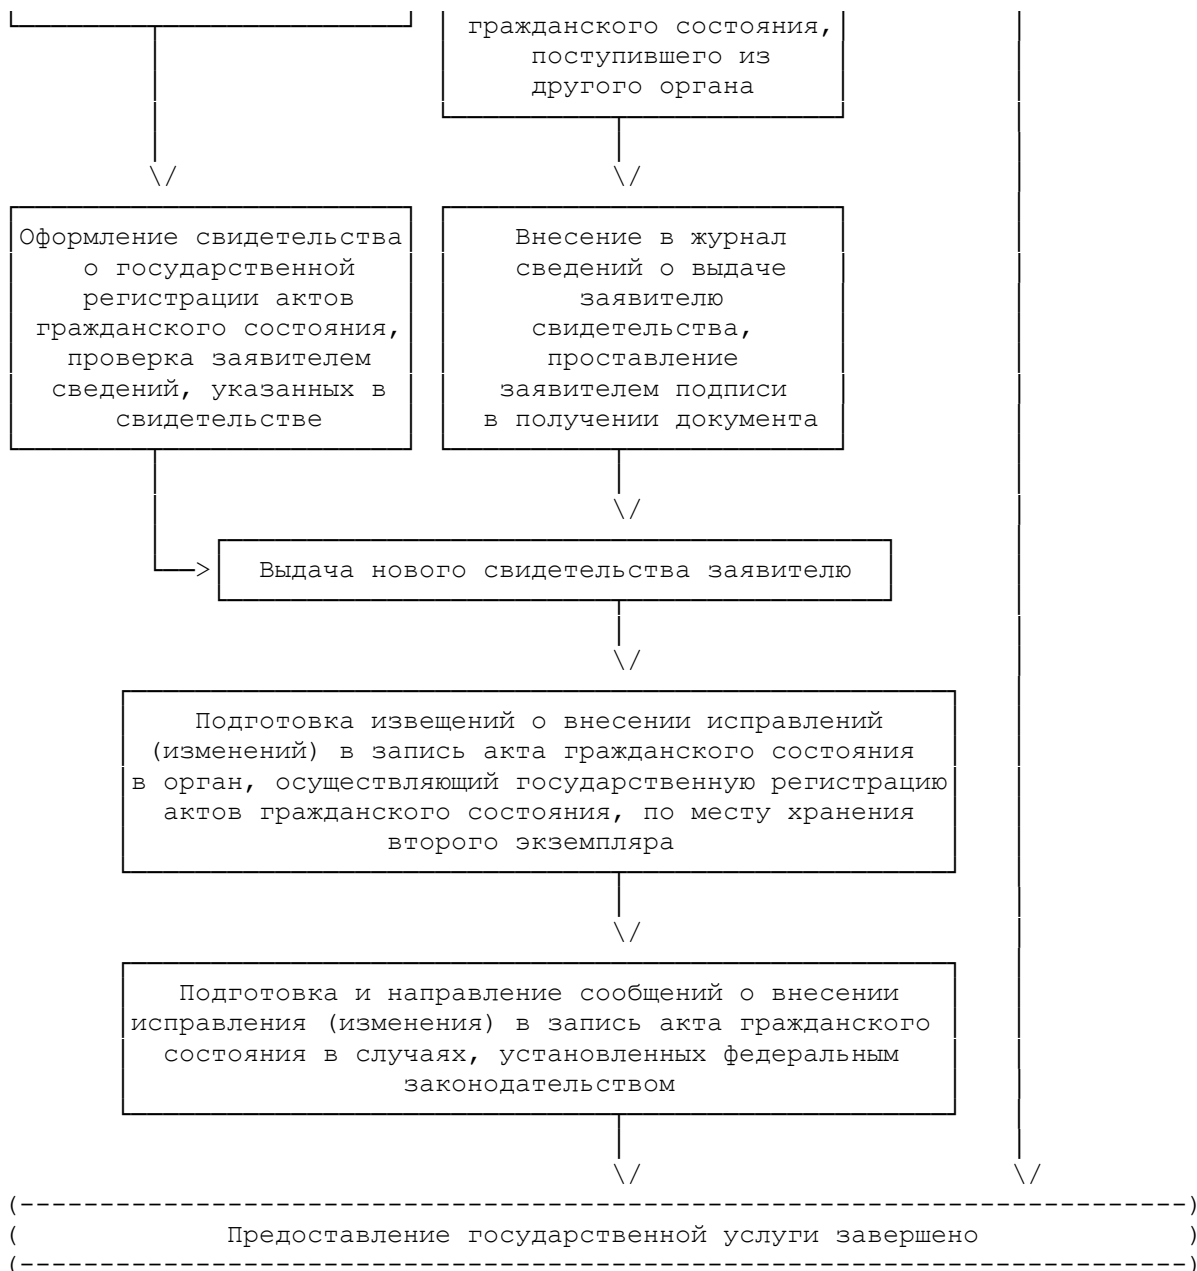 гражданского состояния,
поступившего из
другого органа
Оформление свидетельства
о государственной
регистрации актов
гражданского состояния,
проверка заявителем
сведений, указанных в
свидетельстве
Внесение в журнал
сведений о выдаче
заявителю
свидетельства,
проставление
заявителем подписи
в получении документа
Выдача нового свидетельства заявителю
Подготовка извещений о внесении исправлений
(изменений) в запись акта гражданского состояния
в орган, осуществляющий государственную регистрацию
актов гражданского состояния, по месту хранения
второго экземпляра
Подготовка и направление сообщений о внесении
исправления (изменения) в запись акта гражданского
состояния в случаях, установленных федеральным
законодательством
Предоставление государственной услуги завершено